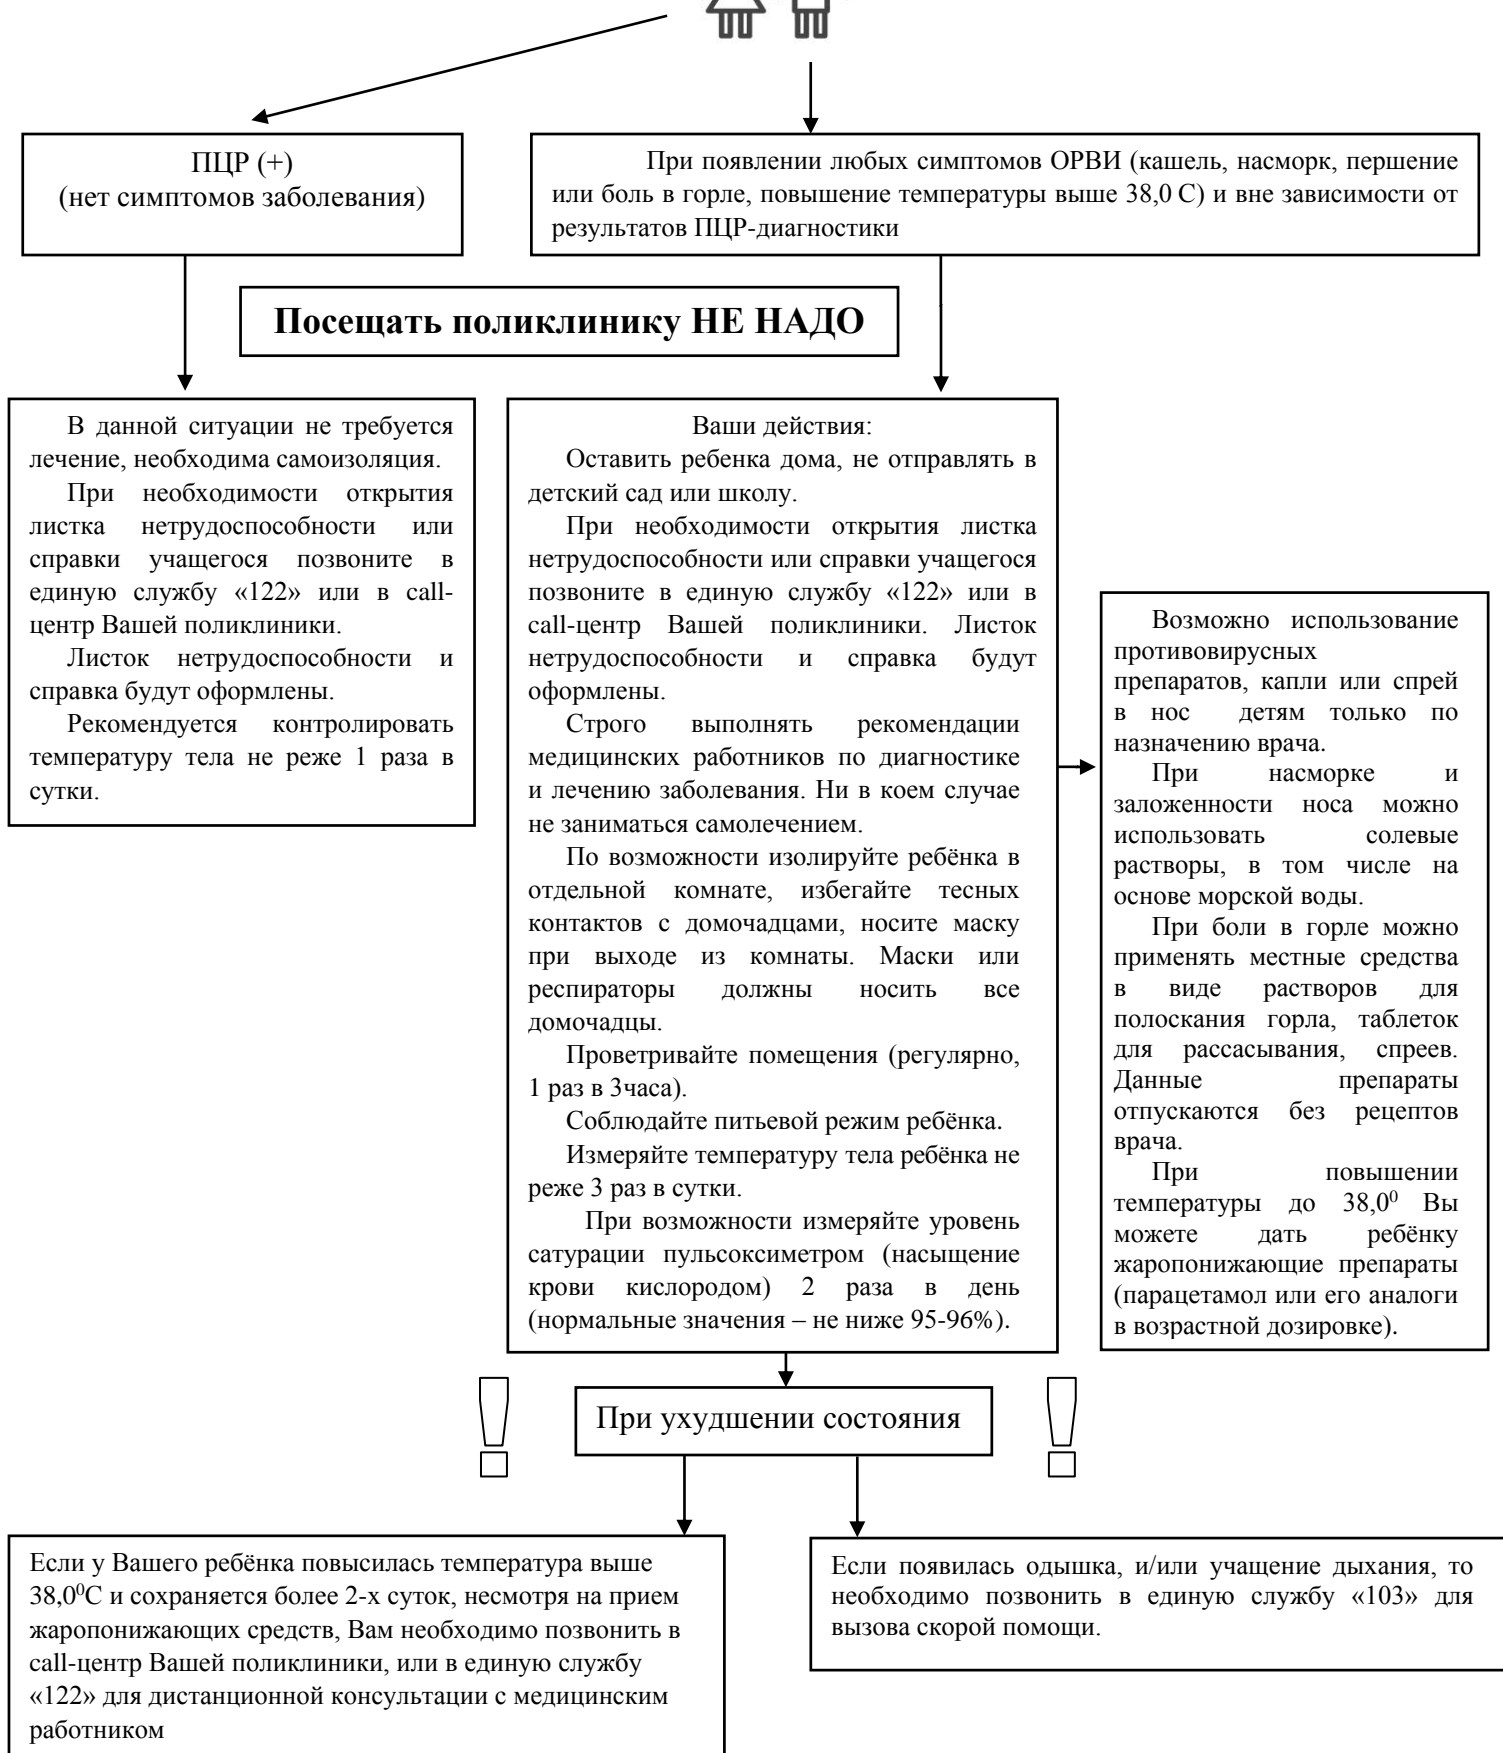 ПЦР (+)
(нет симптомов заболевания)
При появлении любых симптомов ОРВИ (кашель, насморк, першение
или боль в горле, повышение температуры выше 38,0 С) и вне зависимости от
результатов ПЦР-диагностики
Посещать поликлинику НЕ НАДО
В данной ситуации не требуется
лечение, необходима самоизоляция.
При необходимости открытия
листка нетрудоспособности или
справки учащегося позвоните в
единую службу «122» или в call-
центр Вашей поликлиники.
Листок нетрудоспособности и
справка будут оформлены.
Рекомендуется контролировать
температуру тела не реже 1 раза в
сутки.
Ваши действия:
Оставить ребенка дома, не отправлять в
детский сад или школу.
При необходимости открытия листка
нетрудоспособности или справки учащегося
позвоните в единую службу «122» или в
call-центр Вашей поликлиники. Листок
нетрудоспособности и справка будут
оформлены.
Строго выполнять рекомендации
медицинских работников по диагностике
и лечению заболевания. Ни в коем случае
не заниматься самолечением.
По возможности изолируйте ребёнка в
отдельной комнате, избегайте тесных
контактов с домочадцами, носите маску
при выходе из комнаты. Маски или
респираторы должны носить все
домочадцы.
Проветривайте помещения (регулярно,
1 раз в 3часа).
Соблюдайте питьевой режим ребёнка.
Измеряйте температуру тела ребёнка не
реже 3 раз в сутки.
При возможности измеряйте уровень
сатурации пульсоксиметром (насыщение
крови кислородом) 2 раза в день
(нормальные значения – не ниже 95-96%).
Возможно использование
противовирусных
препаратов, капли или спрей
в нос детям только по
назначению врача.
При насморке и
заложенности носа можно
использовать солевые
растворы, в том числе на
основе морской воды.
При боли в горле можно
применять местные средства
в виде растворов для
полоскания горла, таблеток
для рассасывания, спреев.
Данные препараты
отпускаются без рецептов
врача.
При повышении
температуры до 38,0⁰ Вы
можете дать ребёнку
жаропонижающие препараты
(парацетамол или его аналоги
в возрастной дозировке).
! При ухудшении состояния !
Если у Вашего ребёнка повысилась температура выше
38,0⁰С и сохраняется более 2-х суток, несмотря на прием
жаропонижающих средств, Вам необходимо позвонить в
call-центр Вашей поликлиники, или в единую службу
«122» для дистанционной консультации с медицинским
работником
Если появилась одышка, и/или учащение дыхания, то
необходимо позвонить в единую службу «103» для
вызова скорой помощи.